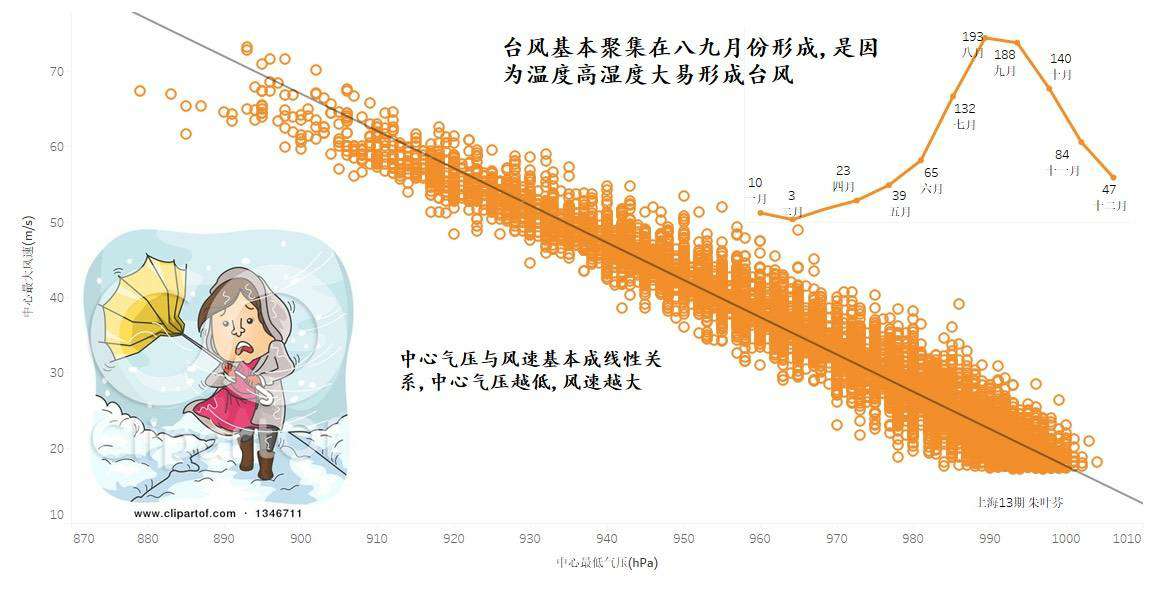 台风基本聚集在八九月份形成,是因
为温度高湿度大易形成台风
193
八月
188
九月
140
十月
132
七月
84
十一月
65
六月
47
十二月
39
五月
23
四月
10
一月
3
三月
中心气压与风速基本成线性关
系,中心气压越低,风速越大
中心最大风速(m/s)
70
60
50
40
30
20
10
clipartof
www.clipartof.com · 1346711
上海13期 朱叶芬
870 880 890 900 910 920 930 940 950 960 970 980 990 1000 1010
中心最低气压(hPa)